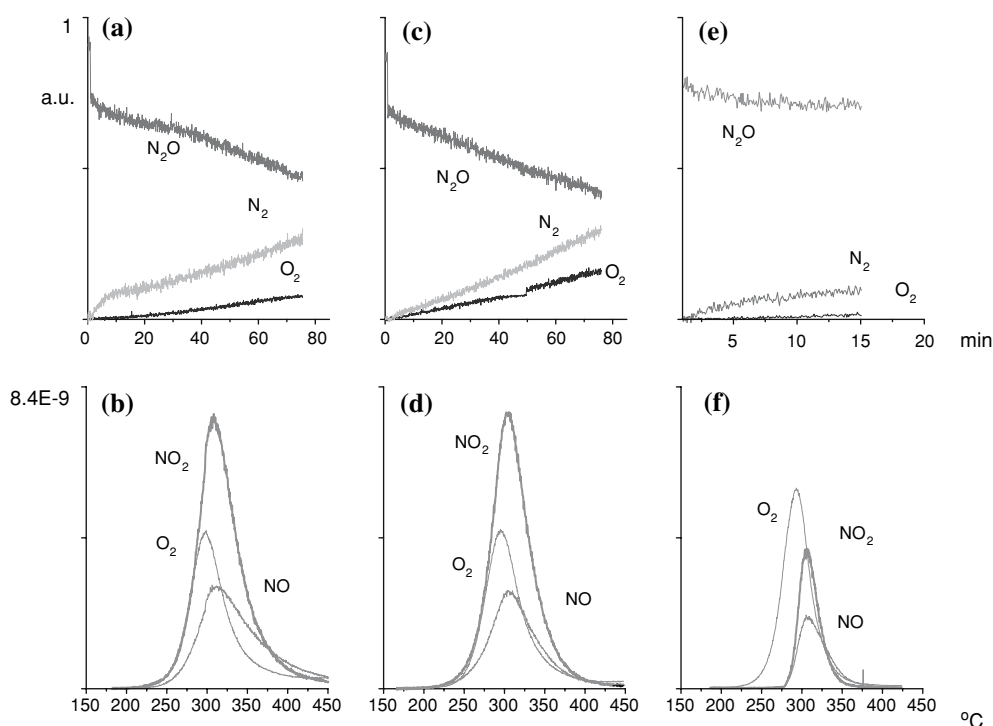 (a) (c) (e)
1
a.u.
N₂O N₂O N₂O
N₂ N₂ N₂
O₂ O₂ O₂
0 20 40 60 80 0 20 40 60 80 5 10 15 20 min
8.4E-9
(b) (d) (f)
NO₂ NO₂ O₂ NO₂
O₂ O₂
NO NO NO
150 200 250 300 350 400 450 150 200 250 300 350 400 450 150 200 250 300 350 400 450
°C